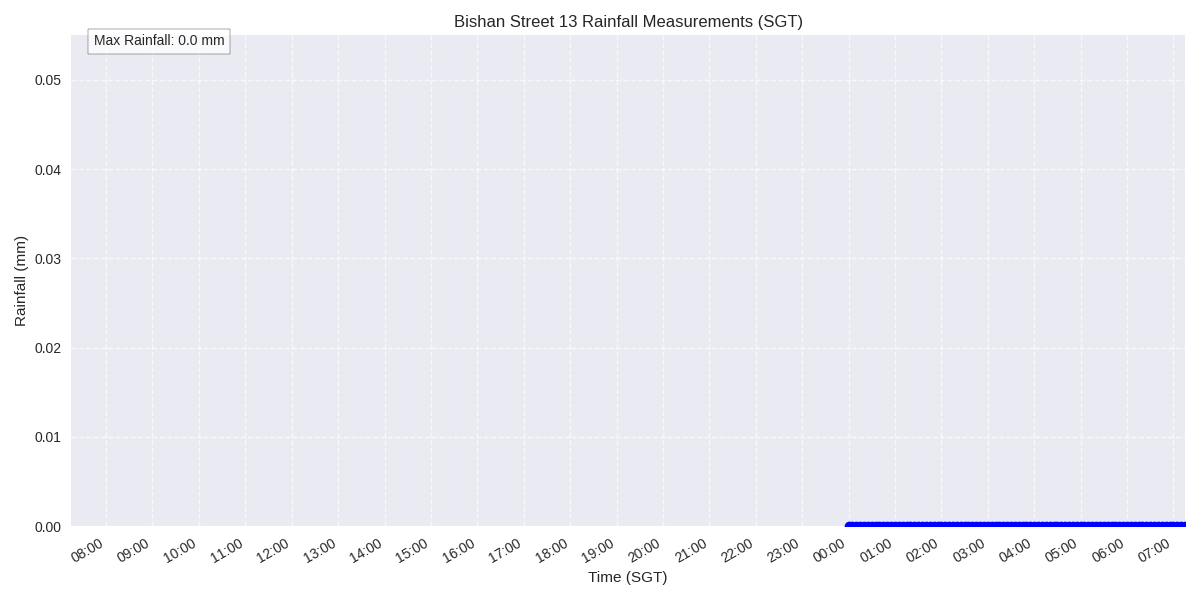 Bishan Street 13 Rainfall Measurements (SGT)
Max Rainfall: 0.0 mm
0.05
0.04
0.03
0.02
0.01
0.00
Rainfall (mm)
08:00 09:00 10:00 11:00 12:00 13:00 14:00 15:00 16:00 17:00 18:00 19:00 20:00 21:00 22:00 23:00 00:00 01:00 02:00 03:00 04:00 05:00 06:00 07:00
Time (SGT)